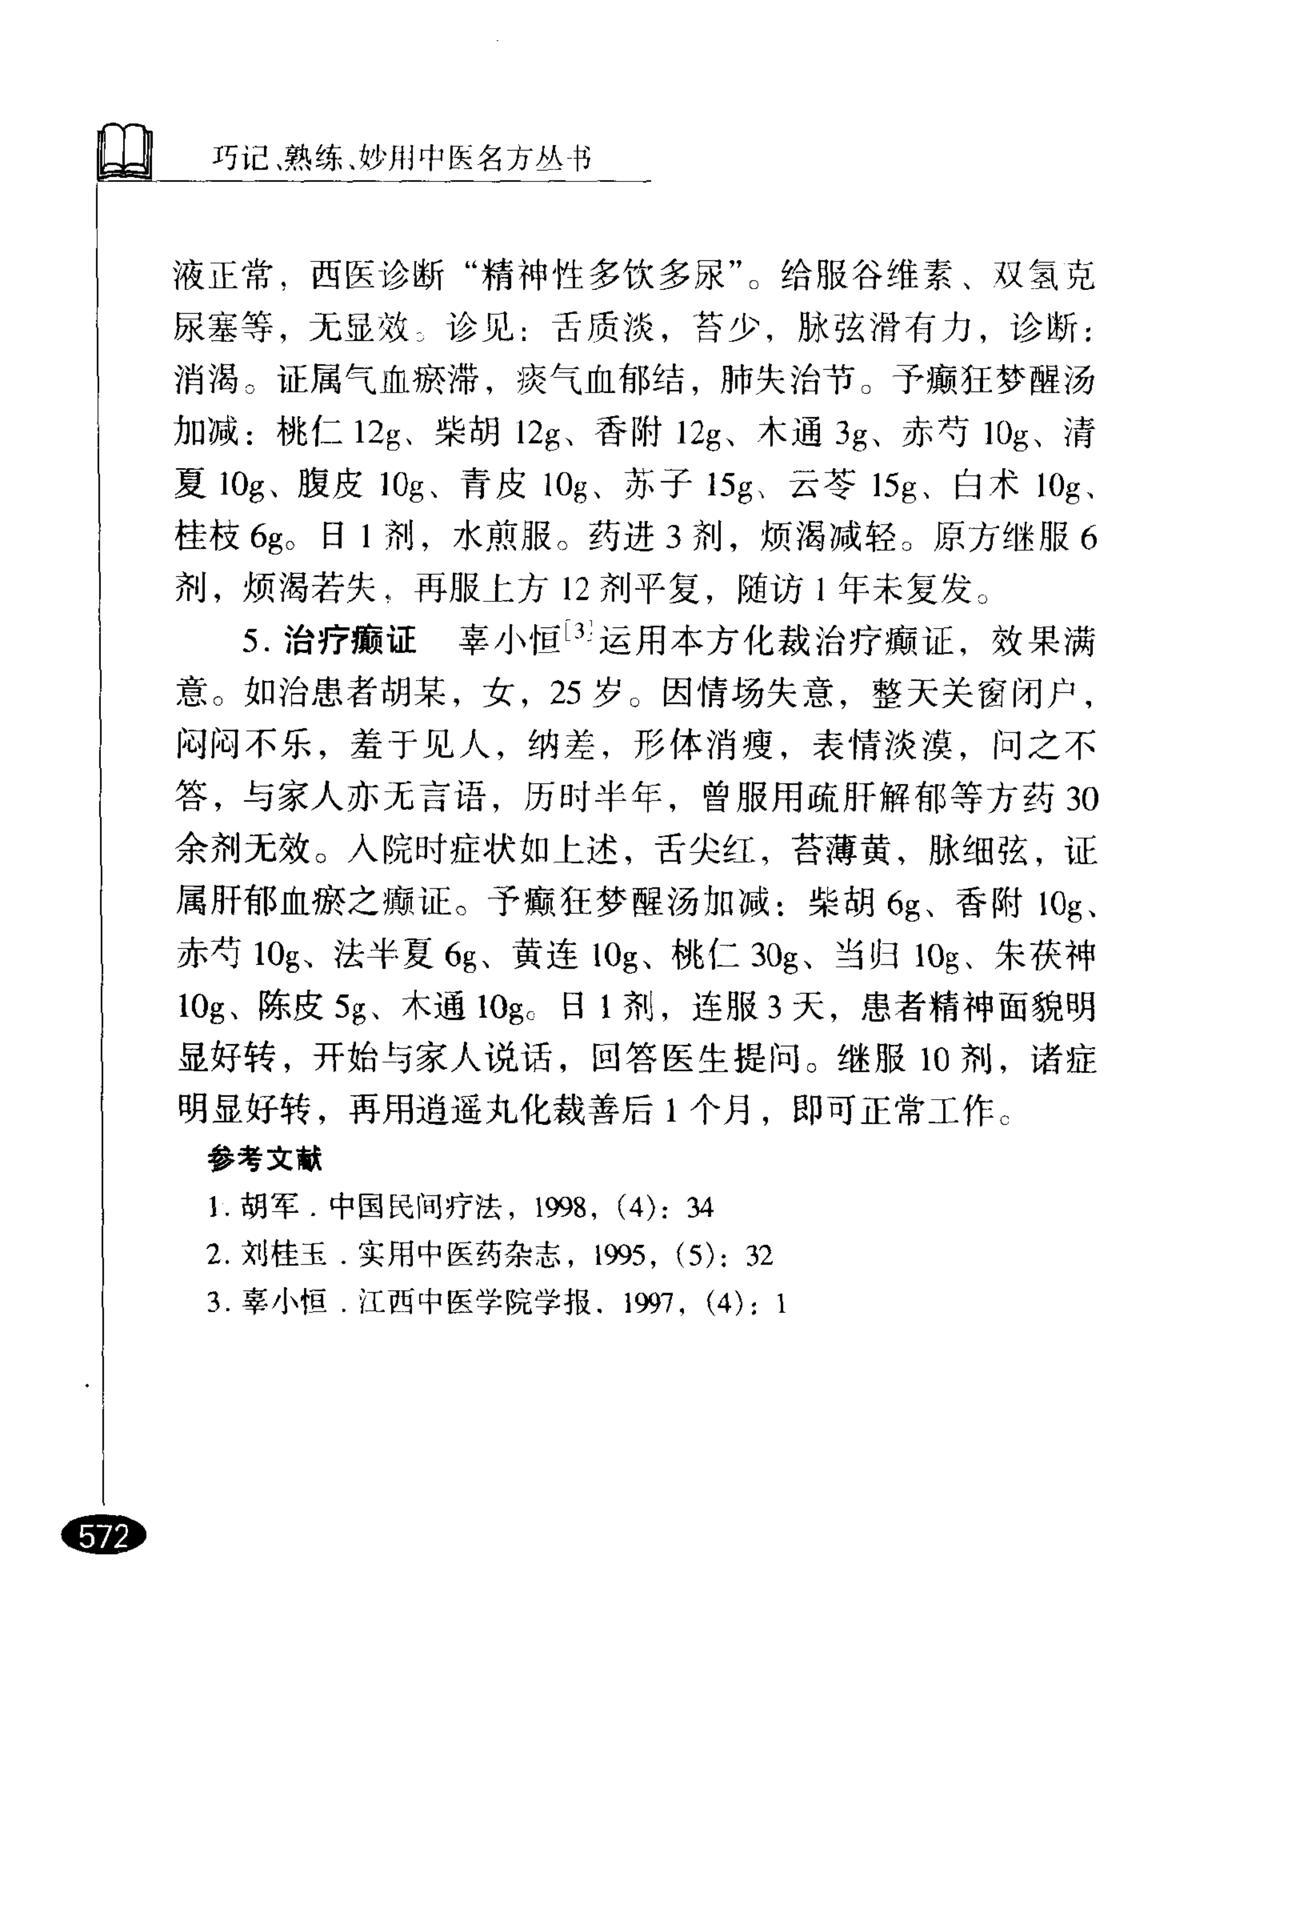 巧记、熟练、妙用中医名方丛书
液正常，西医诊断“精神性多饮多尿”。给服谷维素、双氢克
尿塞等，无显效。诊见：舌质淡，苔少，脉弦滑有力，诊断：
消渴。证属气血瘀滞，痰气血郁结，肺失治节。予癫狂梦醒汤
加减：桃仁 12g、柴胡 12g、香附 12g、木通 3g、赤芍 10g、清
夏 10g、腹皮 10g、青皮 10g、苏子 15g、云苓 15g、白术 10g、
桂枝 6g。日 1 剂，水煎服。药进 3 剂，烦渴减轻。原方继服 6
剂，烦渴若失，再服上方 12 剂平复，随访 1 年未复发。
5. 治疗癫证　辜小恒[3]运用本方化裁治疗癫证，效果满
意。如治患者胡某，女，25 岁。因情场失意，整天关窗闭户，
闷闷不乐，羞于见人，纳差，形体消瘦，表情淡漠，问之不
答，与家人亦无言语，历时半年，曾服用疏肝解郁等方药 30
余剂无效。入院时症状如上述，舌尖红，苔薄黄，脉细弦，证
属肝郁血瘀之癫证。予癫狂梦醒汤加减：柴胡 6g、香附 10g、
赤芍 10g、法半夏 6g、黄连 10g、桃仁 30g、当归 10g、朱茯神
10g、陈皮 5g、木通 10g。日 1 剂，连服 3 天，患者精神面貌明
显好转，开始与家人说话，回答医生提问。继服 10 剂，诸症
明显好转，再用逍遥丸化裁善后 1 个月，即可正常工作。
参考文献
1. 胡军．中国民间疗法，1998，(4)：34
2. 刘桂玉．实用中医药杂志，1995，(5)：32
3. 辜小恒．江西中医学院学报．1997，(4)：1
572